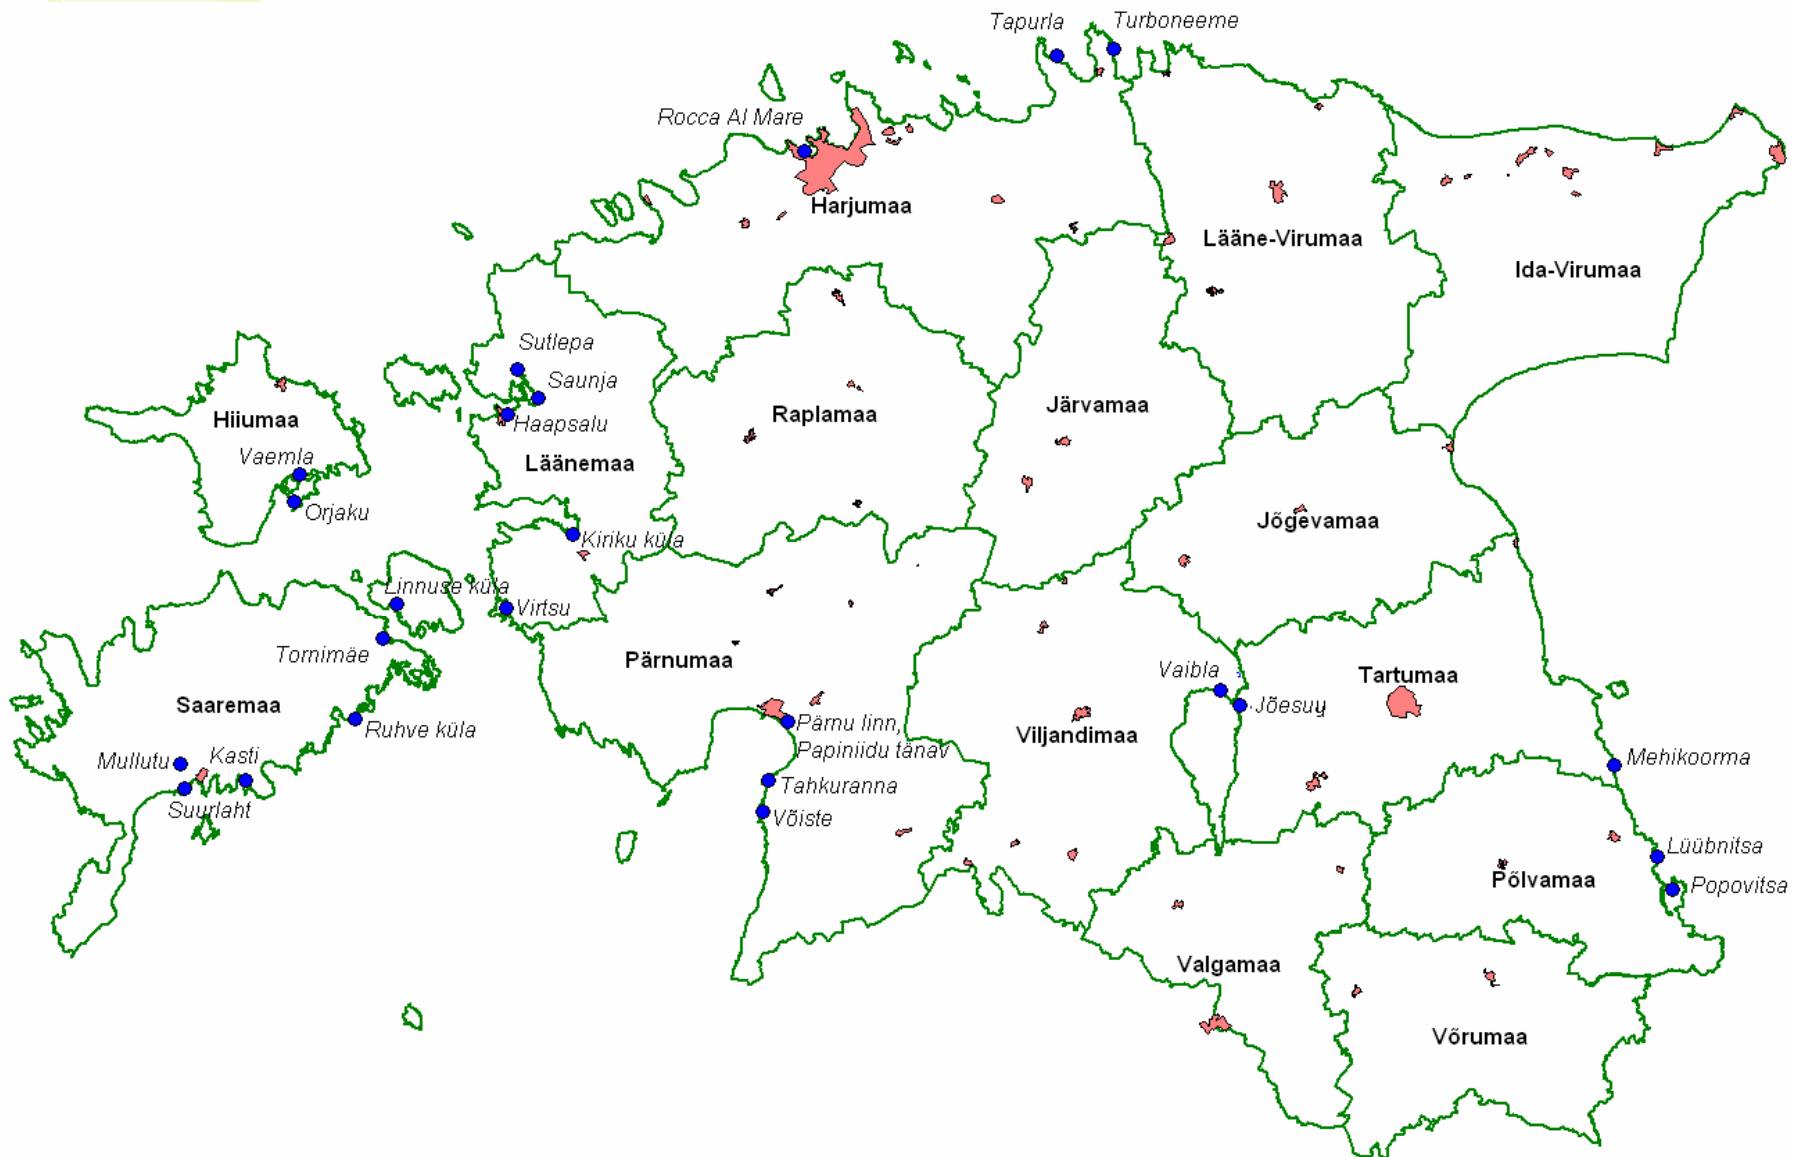 Tapurla
Turboneeme
Rocca Al Mare
Harjumaa
Lääne-Virumaa
Ida-Virumaa
Sutlepa
Saunja
Haapsalu
Hiiumaa
Raplamaa
Järvamaa
Läänemaa
Vaemla
Orjaku
Kiriku küla
Jõgevamaa
Linnuse küla
Virtsu
Tornimäe
Pärnumaa
Vaibla
Tartumaa
Saaremaa
Jõesuu
Ruhve küla
Pärnu linn,
Papiniidu tänav
Viljandimaa
Mullutu
Kasti
Mehikoorma
Suurlaht
Tahkuranna
Võiste
Lüübnitsa
Põlvamaa
Popovitsa
Valgamaa
Võrumaa